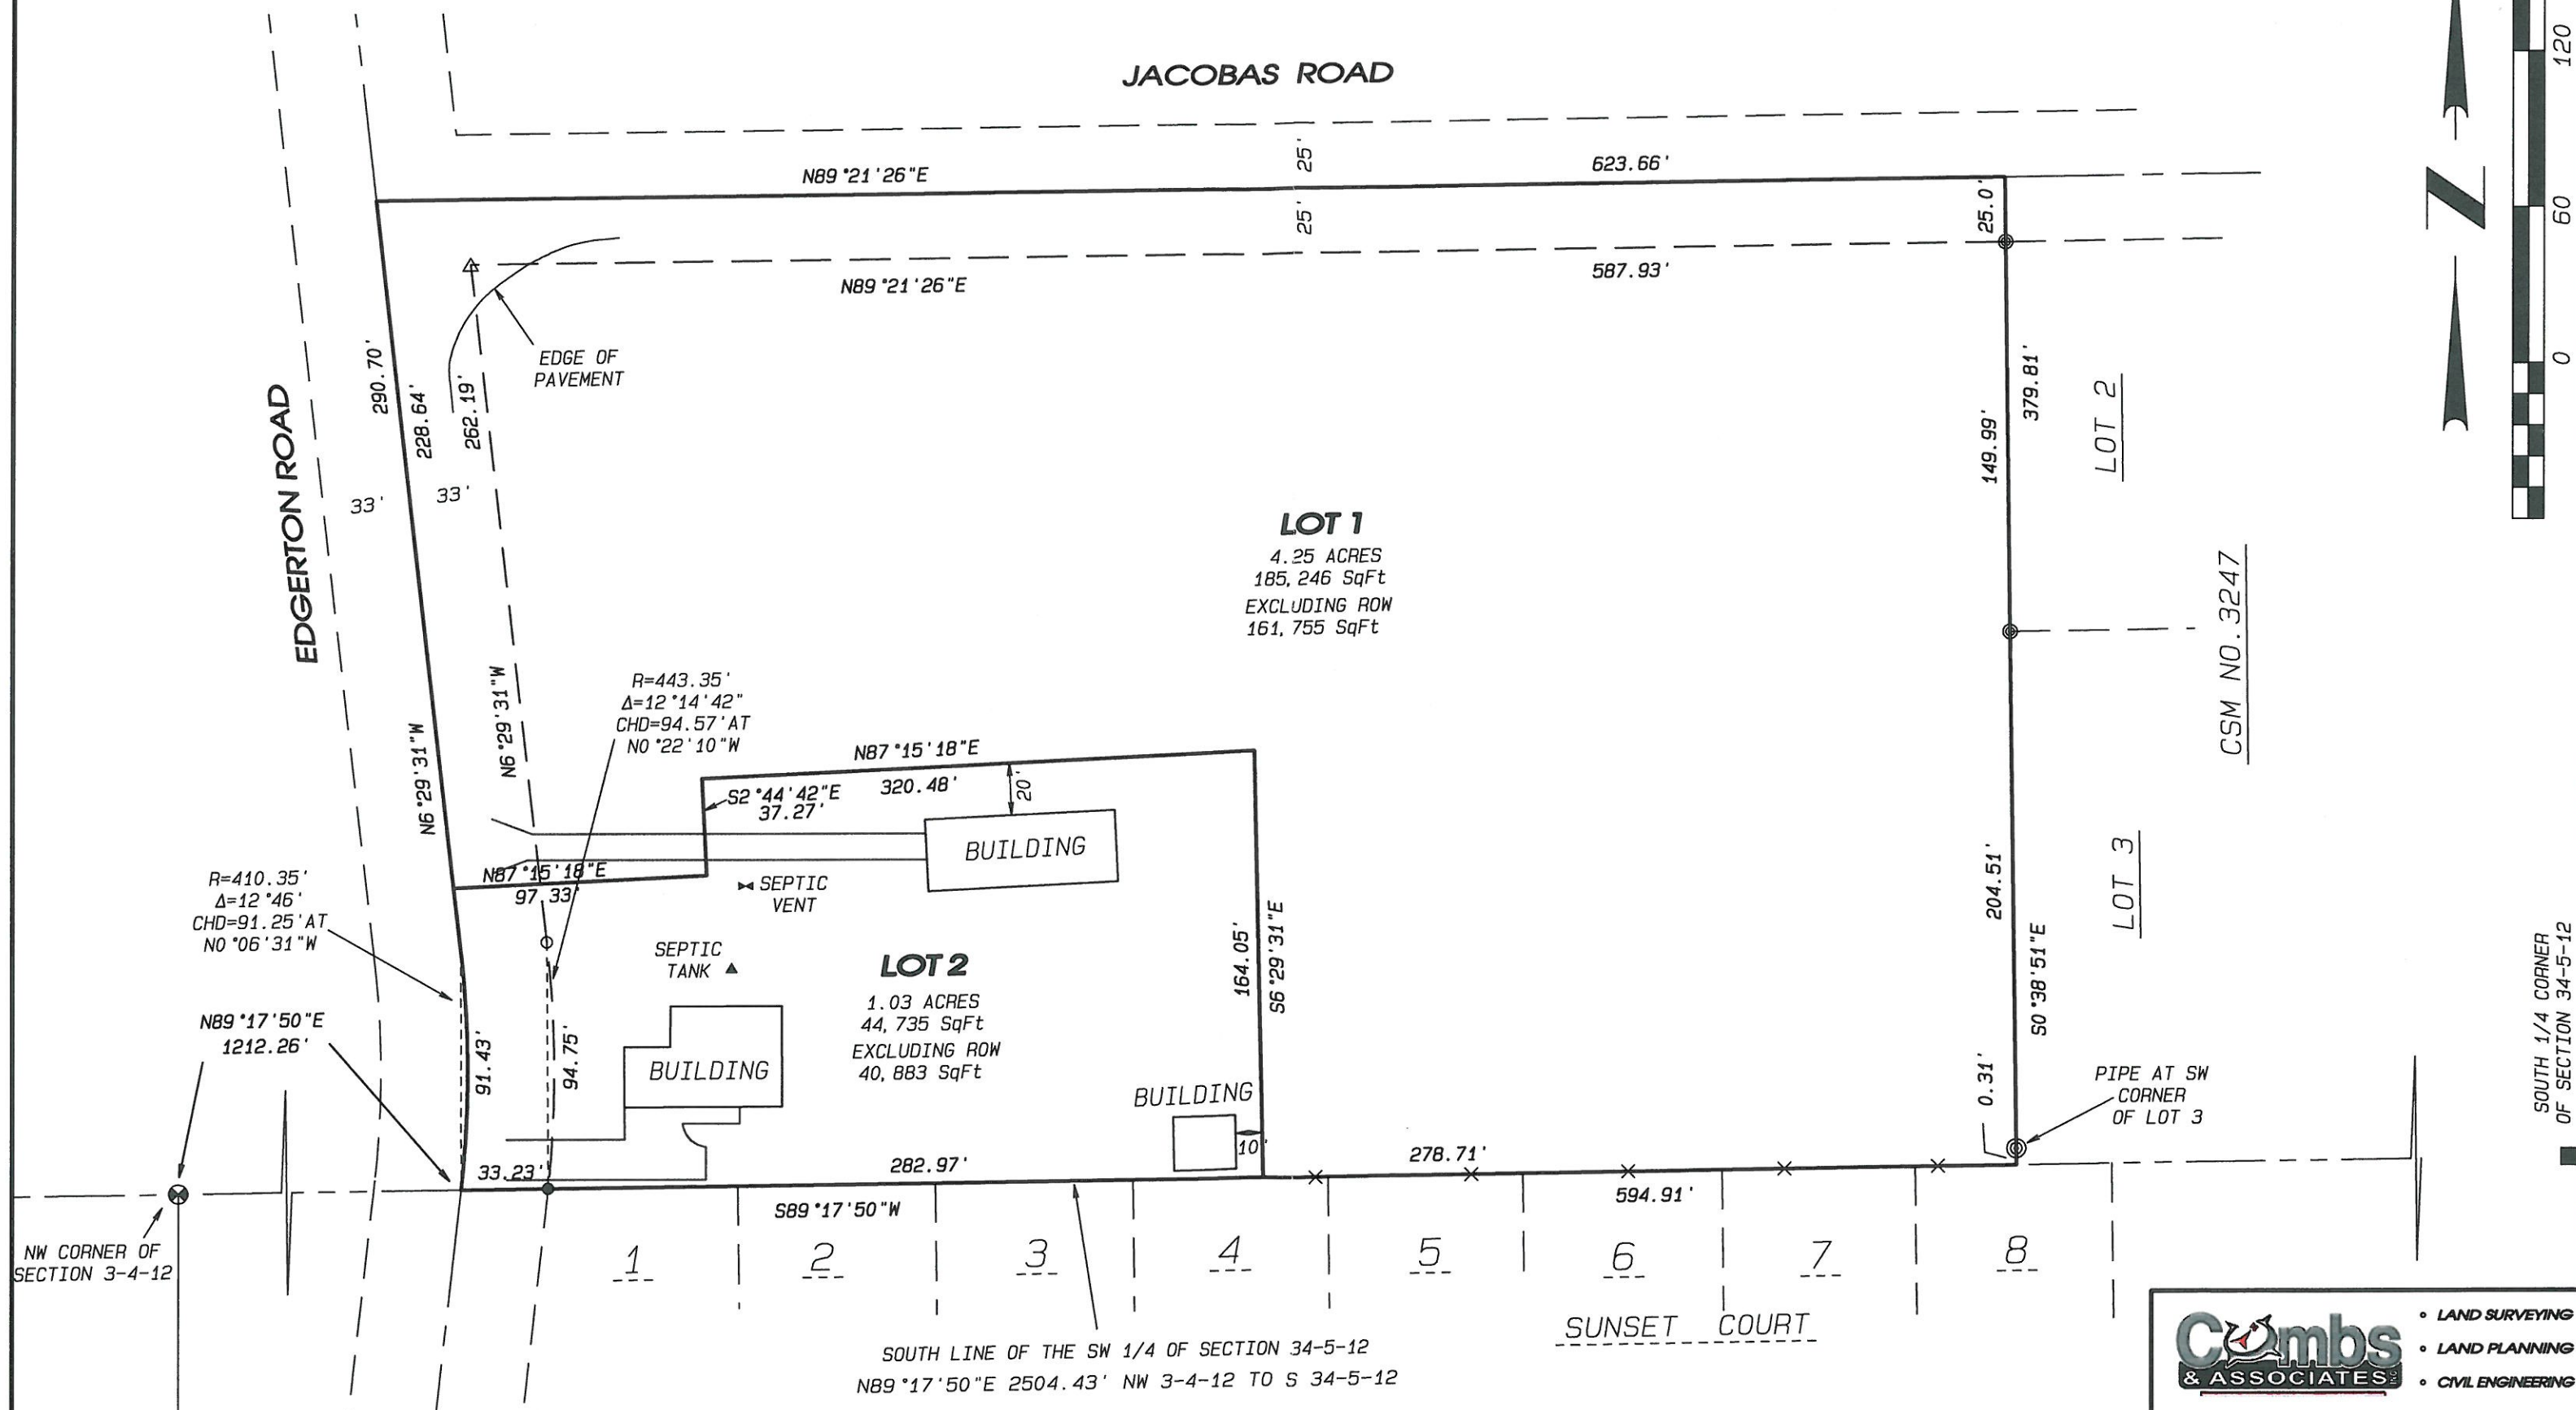 JACOBAS ROAD
120
60
0
N
25'
25'
N89°21'26"E
623.66'
25.0'
N89°21'26"E
587.93'
EDGE OF
PAVEMENT
EDGERTON ROAD
290.70'
228.64'
262.19'
33'
33'
N6°29'31"W
N6°29'31"W
379.81'
149.99'
LOT 2
CSM NO. 3247
LOT 1
4.25 ACRES
185,246 SqFt
EXCLUDING ROW
161,755 SqFt
R=443.35'
Δ=12°14'42"
CHD=94.57'AT
N0°22'10"W
N87°15'18"E
320.48'
S2°44'42"E
37.27'
20'
BUILDING
N87°15'18"E
97.33'
SEPTIC
VENT
R=410.35'
Δ=12°46'
CHD=91.25'AT
N0°06'31"W
SEPTIC
TANK
LOT 2
1.03 ACRES
44,735 SqFt
EXCLUDING ROW
40,883 SqFt
164.05'
S6°29'31"E
204.51'
S0°38'51"E
LOT 3
N89°17'50"E
1212.26'
91.43'
94.75'
BUILDING
BUILDING
10'
0.31'
PIPE AT SW
CORNER
OF LOT 3
SOUTH 1/4 CORNER
OF SECTION 34-5-12
33.23'
282.97'
278.71'
S89°17'50"W
594.91'
NW CORNER OF
SECTION 3-4-12
1
2
3
4
5
6
7
8
SUNSET COURT
SOUTH LINE OF THE SW 1/4 OF SECTION 34-5-12
N89°17'50"E 2504.43' NW 3-4-12 TO S 34-5-12
Combs
& ASSOCIATES INC
• LAND SURVEYING
• LAND PLANNING
• CIVIL ENGINEERING